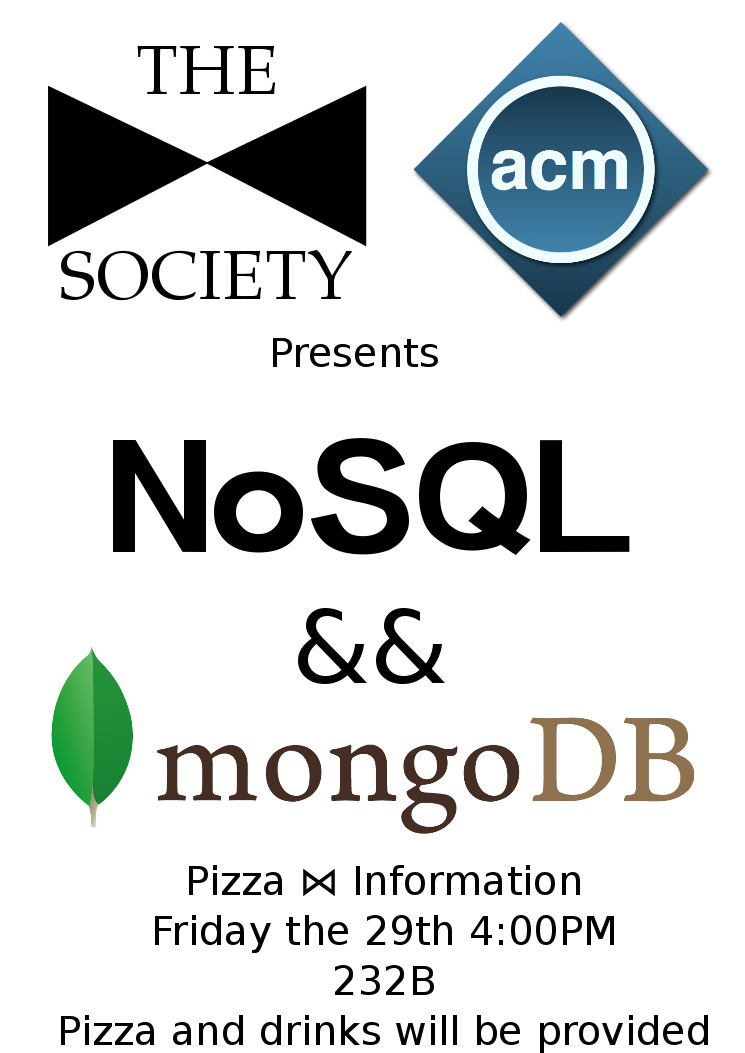 THE
SOCIETY
acm
Presents
NoSQL
&&
mongoDB
Pizza ⋈ Information
Friday the 29th 4:00PM
232B
Pizza and drinks will be provided